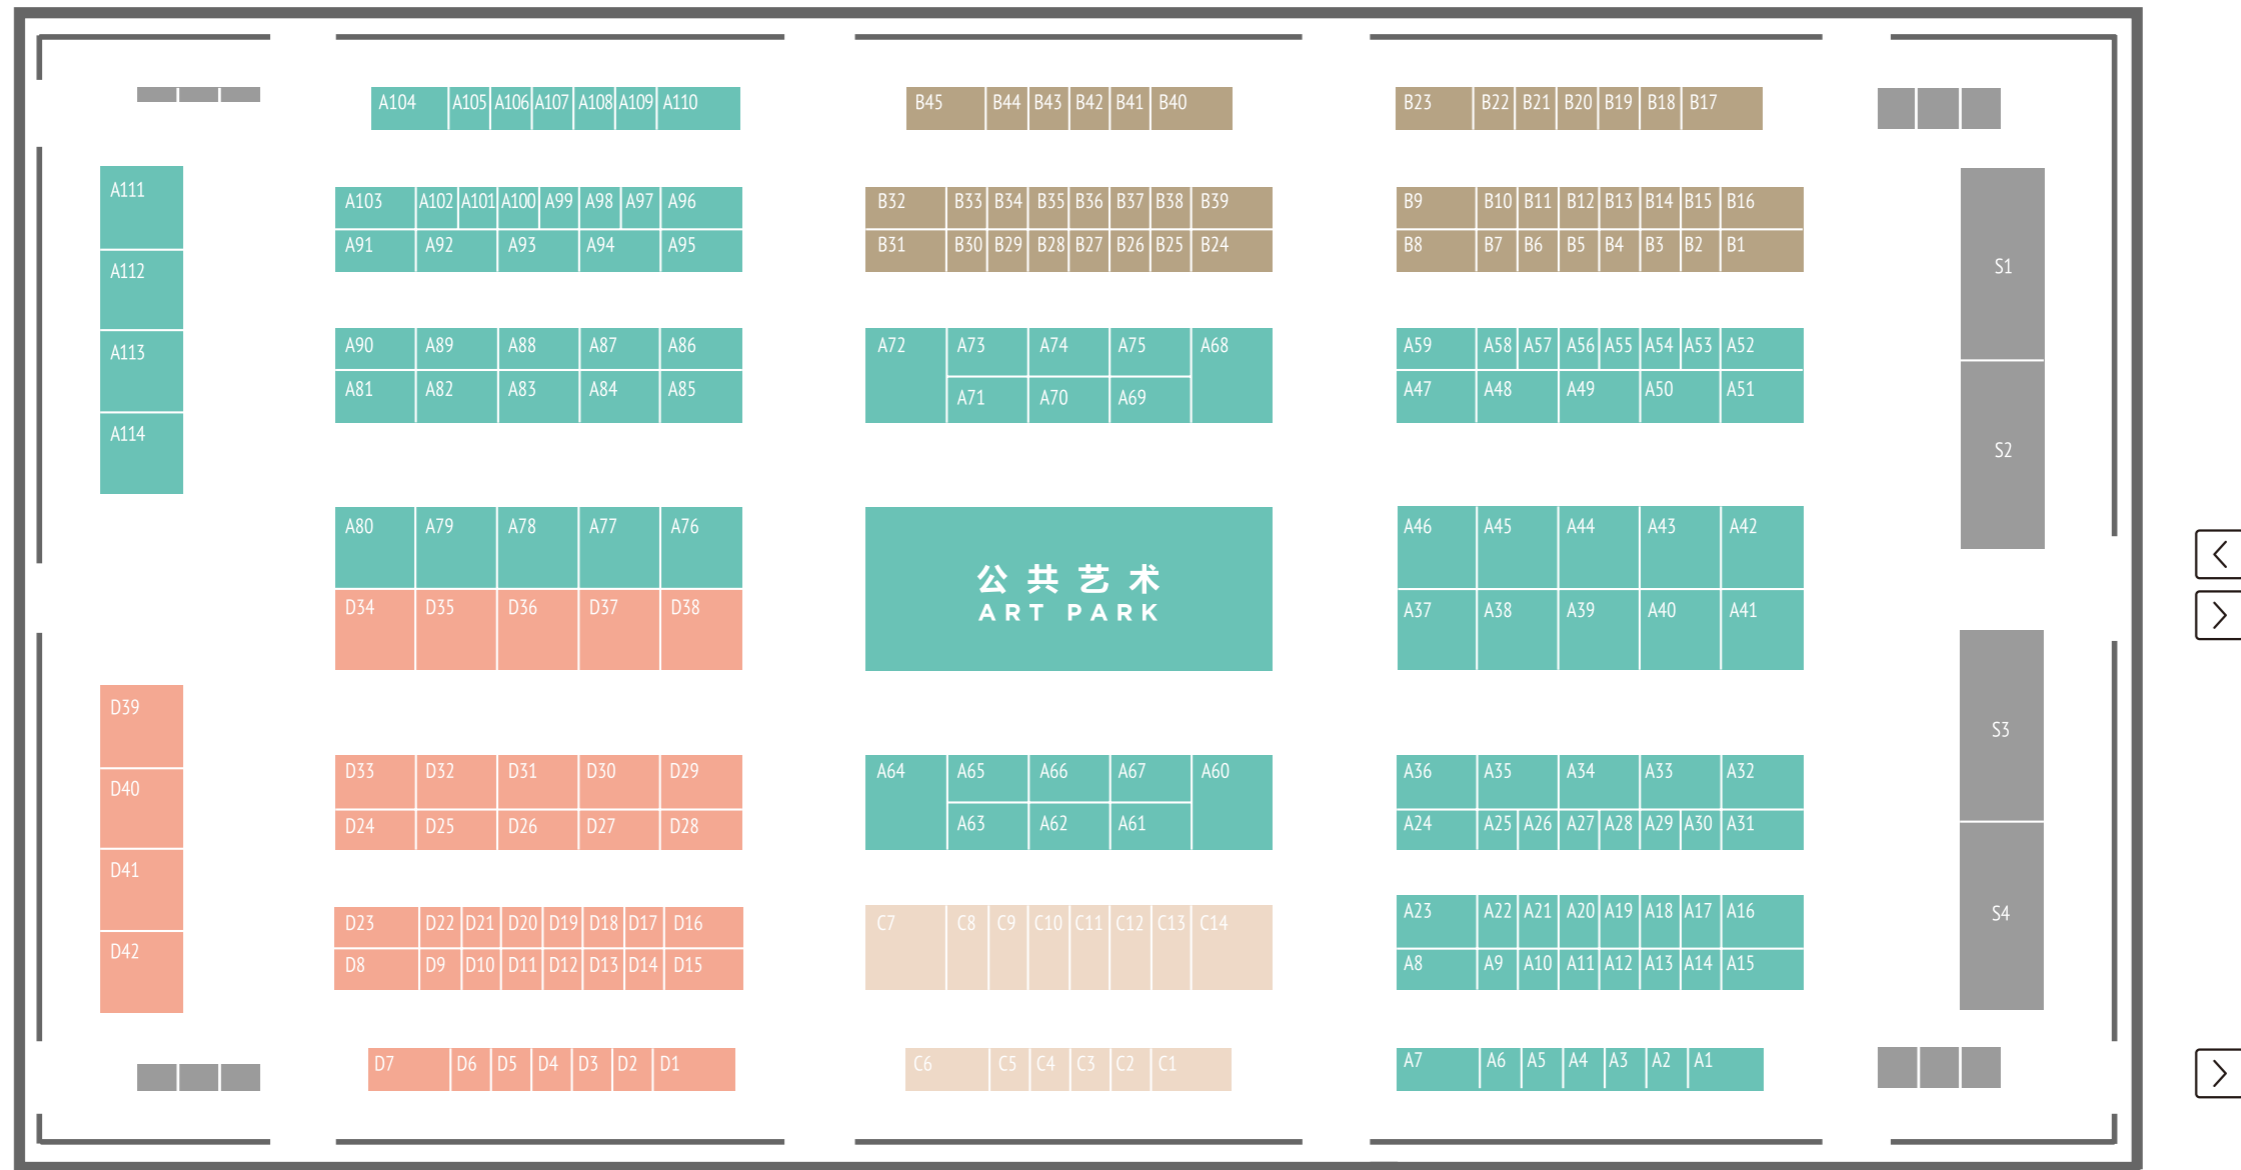 A104 A105 A106 A107 A108 A109 A110 B45 B44 B43 B42 B41 B40 B23 B22 B21 B20 B19 B18 B17
A111 A103 A102 A101 A100 A99 A98 A97 A96 B32 B33 B34 B35 B36 B37 B38 B39 B9 B10 B11 B12 B13 B14 B15 B16
A91 A92 A93 A94 A95 B31 B30 B29 B28 B27 B26 B25 B24 B8 B7 B6 B5 B4 B3 B2 B1
A112 S1
A113 A90 A89 A88 A87 A86 A72 A73 A74 A75 A68 A59 A58 A57 A56 A55 A54 A53 A52
A81 A82 A83 A84 A85 A71 A70 A69 A47 A48 A49 A50 A51
A114 S2
A80 A79 A78 A77 A76 A46 A45 A44 A43 A42
公共艺术
ART PARK
D34 D35 D36 D37 D38 A37 A38 A39 A40 A41
D39 S3
D33 D32 D31 D30 D29 A64 A65 A66 A67 A60 A36 A35 A34 A33 A32
D40
D24 D25 D26 D27 D28 A63 A62 A61 A24 A25 A26 A27 A28 A29 A30 A31
D41
D23 D22 D21 D20 D19 D18 D17 D16 C7 C8 C9 C10 C11 C12 C13 C14 A23 A22 A21 A20 A19 A18 A17 A16 S4
D42
D8 D9 D10 D11 D12 D13 D14 D15 A8 A9 A10 A11 A12 A13 A14 A15
D7 D6 D5 D4 D3 D2 D1 C6 C5 C4 C3 C2 C1 A7 A6 A5 A4 A3 A2 A1